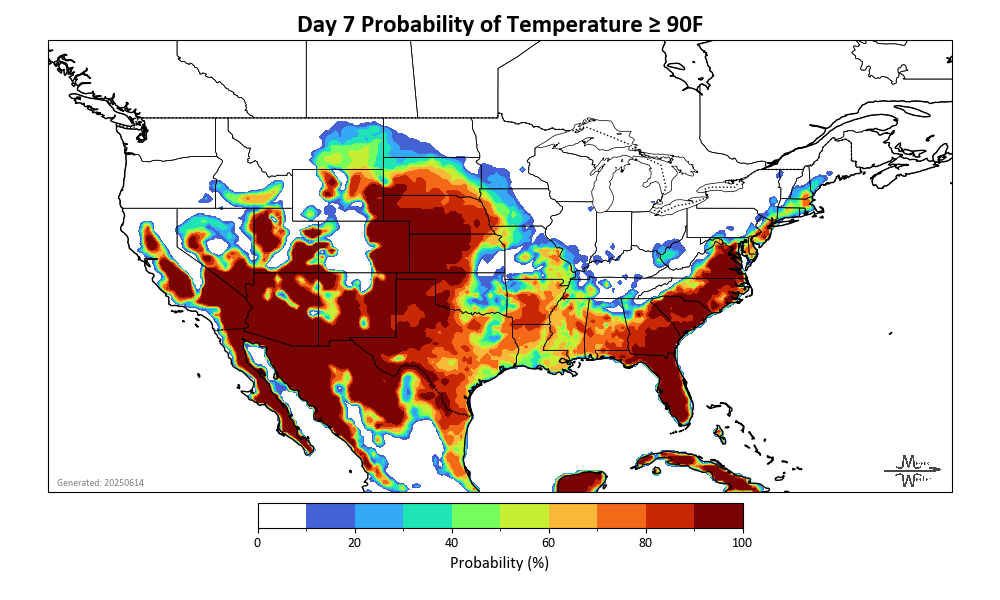 Day 7 Probability of Temperature ≥ 90F
Generated: 20250614
0 20 40 60 80 100
Probability (%)